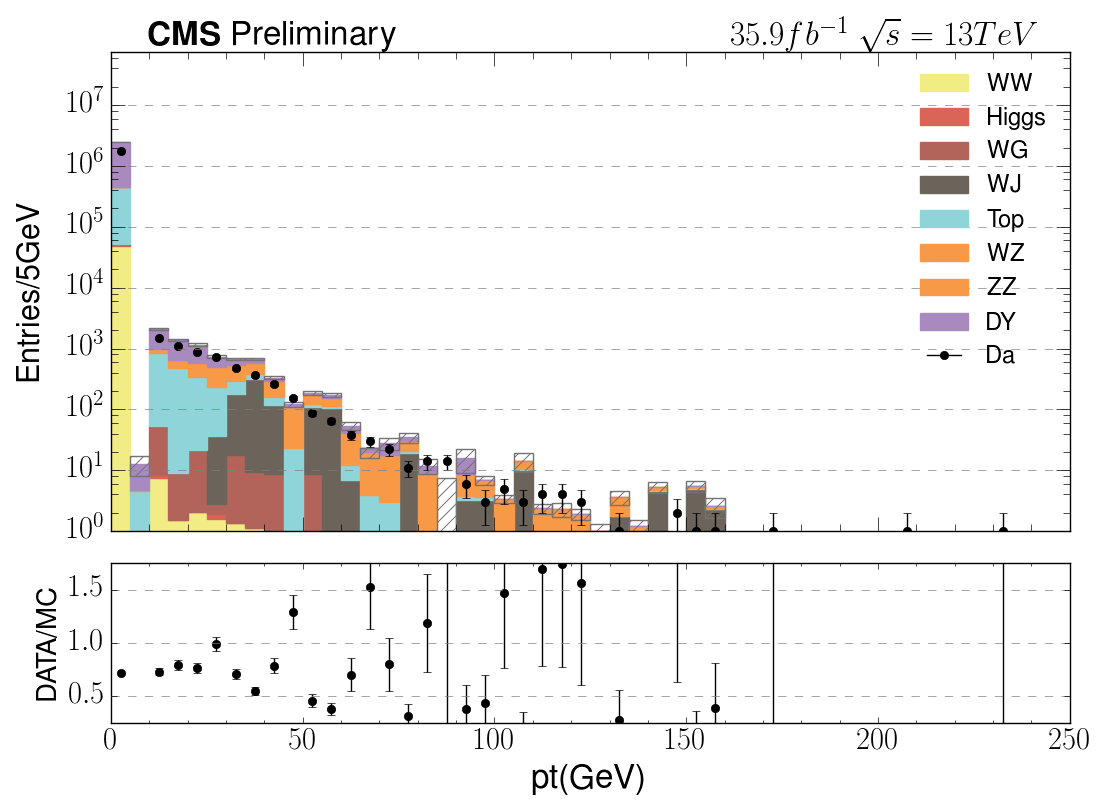 CMS Preliminary
35.9fb⁻¹ √s = 13TeV
Entries/5GeV
10⁷
10⁶
10⁵
10⁴
10³
10²
10¹
10⁰
WW
Higgs
WG
WJ
Top
WZ
ZZ
DY
Da
DATA/MC
1.5
1.0
0.5
0 50 100 150 200 250
pt(GeV)